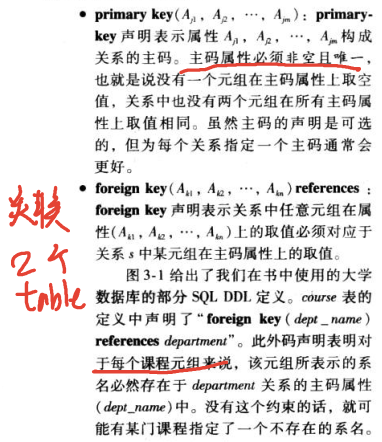 • primary key(A_{j1}, A_{j2}, …, A_{jm})：primary-
key 声明表示属性 A_{j1}, A_{j2}, …, A_{jm} 构成
关系的主码。主码属性必须非空且唯一，
也就是说没有一个元组在主码属性上取空
值，关系中也没有两个元组在所有主码属
性上取值相同。虽然主码的声明是可选
的，但为每个关系指定一个主码通常会
更好。
• foreign key(A_{k1}, A_{k2}, …, A_{kn})references：
foreign key 声明表示关系中任意元组在属
性(A_{k1}, A_{k2}, …, A_{kn})上的取值必须对应于
关系 s 中某元组在主码属性上的取值。
图 3-1 给出了我们在书中使用的大学
数据库的部分 SQL DDL 定义。course 表的
定义中声明了“foreign key(dept_name)
references department”。此外码声明表明对
于每个课程元组来说，该元组所表示的系
名必然存在于 department 关系的主码属性
(dept_name)中。没有这个约束的话，就可
能有某门课程指定了一个不存在的系名。
关联
2个
table